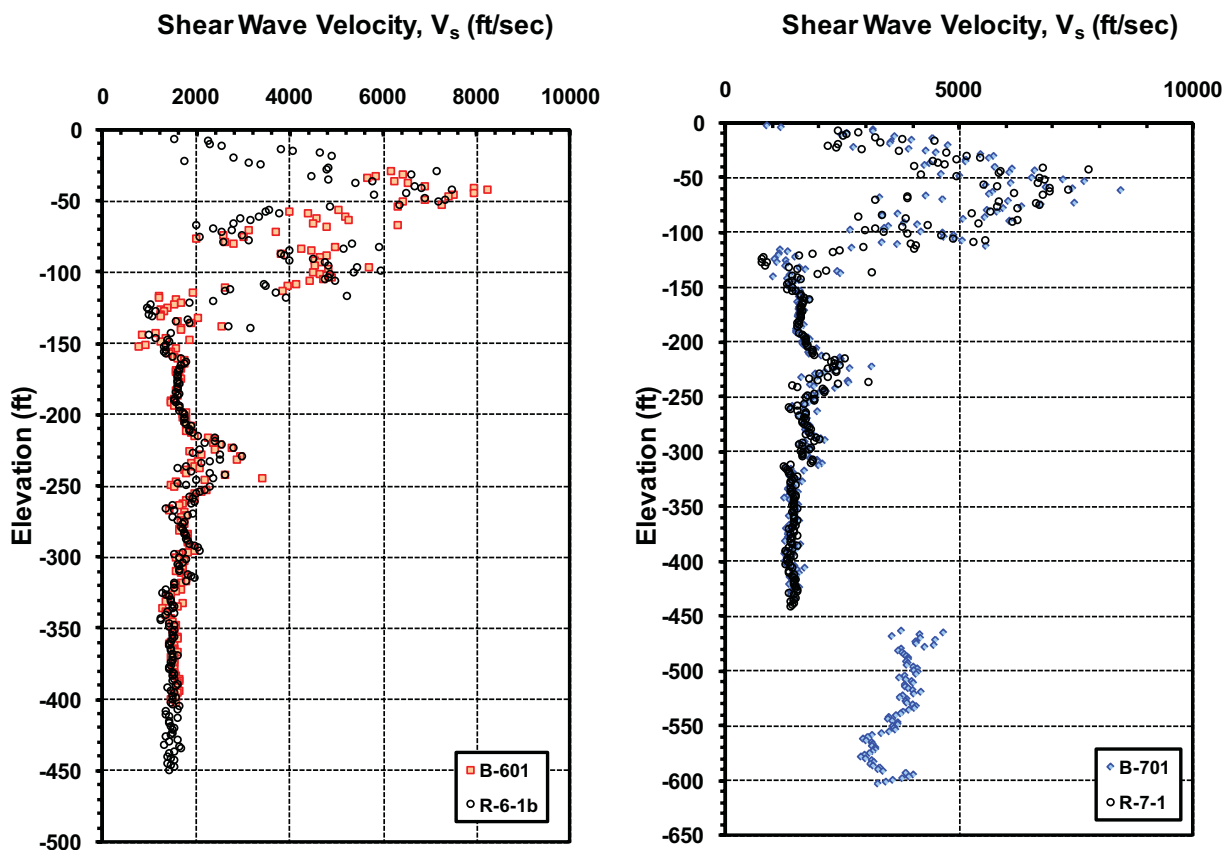 Shear Wave Velocity, Vs (ft/sec)
0 2000 4000 6000 8000 10000
0
-50
-100
-150
-200
-250
-300
-350
-400
-450
-500
Elevation (ft)
B-601
R-6-1b
Shear Wave Velocity, Vs (ft/sec)
0 5000 10000
0
-50
-100
-150
-200
-250
-300
-350
-400
-450
-500
-550
-600
-650
Elevation (ft)
B-701
R-7-1